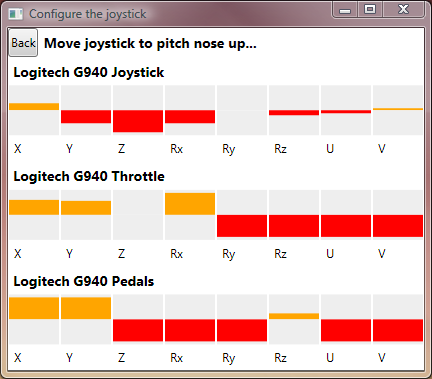 Configure the joystick
Back Move joystick to pitch nose up...
Logitech G940 Joystick
X Y Z Rx Ry Rz U V
Logitech G940 Throttle
X Y Z Rx Ry Rz U V
Logitech G940 Pedals
X Y Z Rx Ry Rz U V